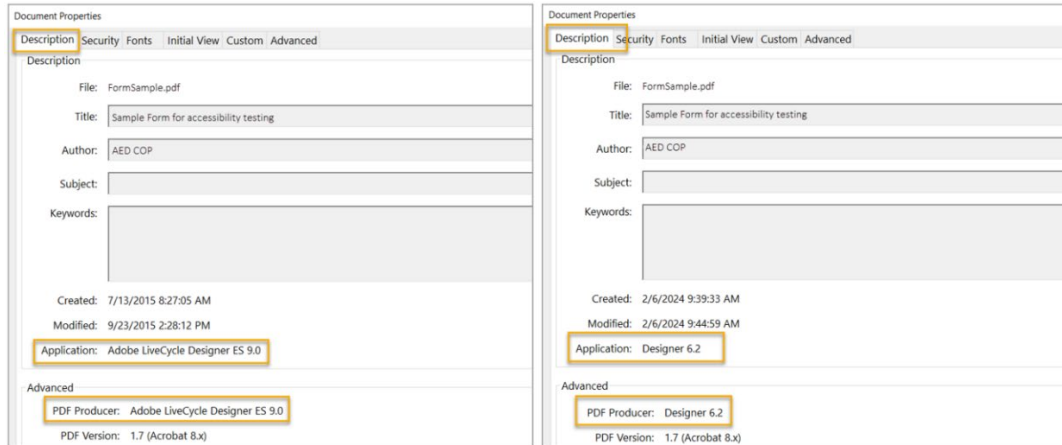 Document Properties
Description Security Fonts Initial View Custom Advanced
Description
File: FormSample.pdf
Title: Sample Form for accessibility testing
Author: AED COP
Subject:
Keywords:
Created: 7/13/2015 8:27:05 AM
Modified: 9/23/2015 2:28:12 PM
Application: Adobe LiveCycle Designer ES 9.0
Advanced
PDF Producer: Adobe LiveCycle Designer ES 9.0
PDF Version: 1.7 (Acrobat 8.x)
Document Properties
Description Security Fonts Initial View Custom Advanced
Description
File: FormSample.pdf
Title: Sample Form for accessibility testing
Author: AED COP
Subject:
Keywords:
Created: 2/6/2024 9:39:33 AM
Modified: 2/6/2024 9:44:59 AM
Application: Designer 6.2
Advanced
PDF Producer: Designer 6.2
PDF Version: 1.7 (Acrobat 8.x)